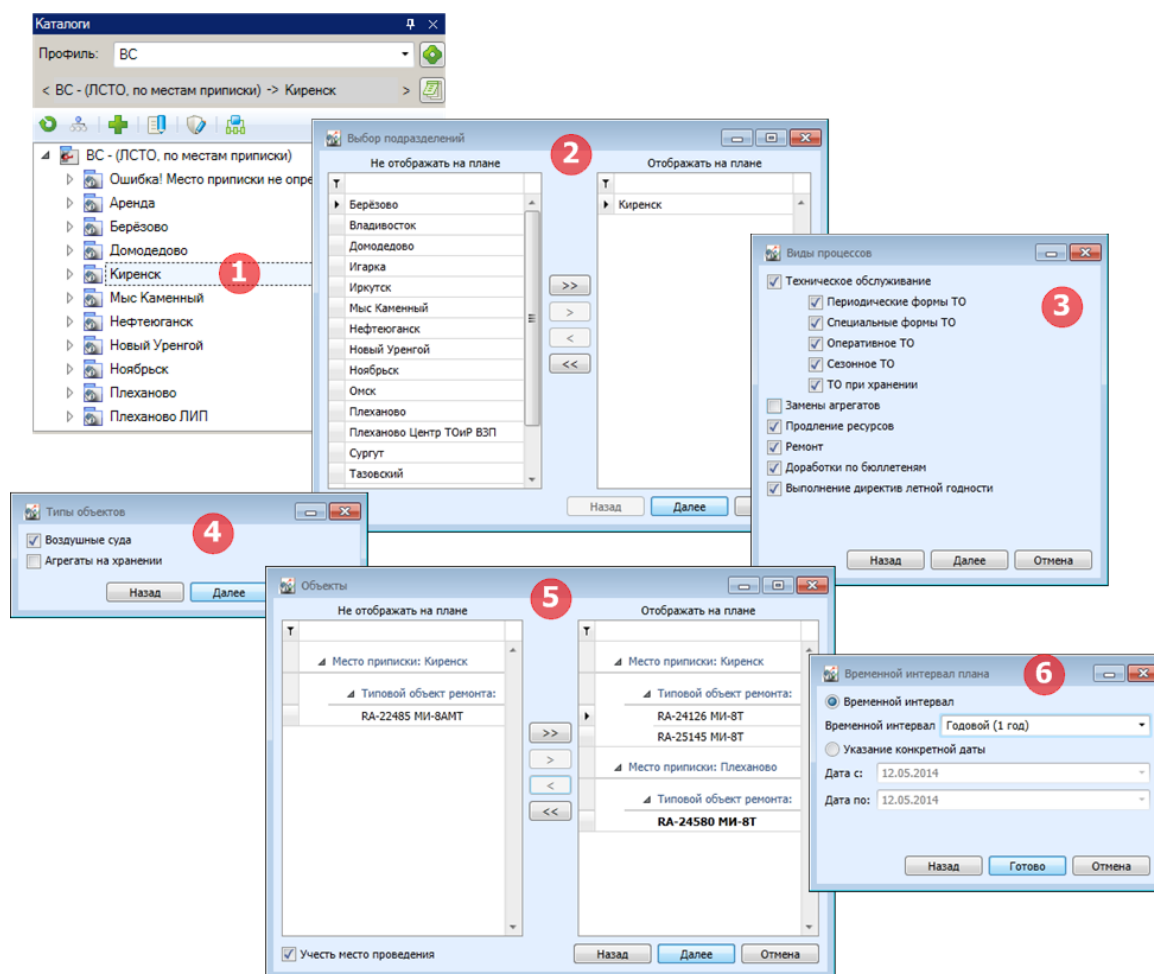 Каталоги
Профиль: ВС
< ВС - (ЛСТО, по местам приписки) -> Киренск >
ВС - (ЛСТО, по местам приписки)
Ошибка! Место приписки не опре
Аренда
Берёзово
Домодедово
Киренск
1
Мыс Каменный
Нефтеюганск
Новый Уренгой
Ноябрьск
Плеханово
Плеханово ЛИП
Выбор подразделений
2
Не отображать на плане
Отображать на плане
Берёзово
Владивосток
Домодедово
Игарка
Иркутск
Мыс Каменный
Нефтеюганск
Новый Уренгой
Ноябрьск
Омск
Плеханово
Плеханово Центр ТОиР ВЗП
Сургут
Тазовский
>>
>
<
<<
Киренск
Назад
Далее
Виды процессов
3
Техническое обслуживание
Периодические формы ТО
Специальные формы ТО
Оперативное ТО
Сезонное ТО
ТО при хранении
Замены агрегатов
Продление ресурсов
Ремонт
Доработки по бюллетеням
Выполнение директив летной годности
Назад
Далее
Отмена
Типы объектов
4
Воздушные суда
Агрегаты на хранении
Назад
Далее
Объекты
5
Не отображать на плане
Отображать на плане
Место приписки: Киренск
Типовой объект ремонта:
RA-22485 МИ-8АМТ
>>
>
<
<<
Место приписки: Киренск
Типовой объект ремонта:
RA-24126 МИ-8Т
RA-25145 МИ-8Т
Место приписки: Плеханово
Типовой объект ремонта:
RA-24580 МИ-8Т
Учесть место проведения
Назад
Далее
Отмена
Временной интервал плана
6
Временной интервал
Временной интервал Годовой (1 год)
Указание конкретной даты
Дата с: 12.05.2014
Дата по: 12.05.2014
Назад
Готово
Отмена